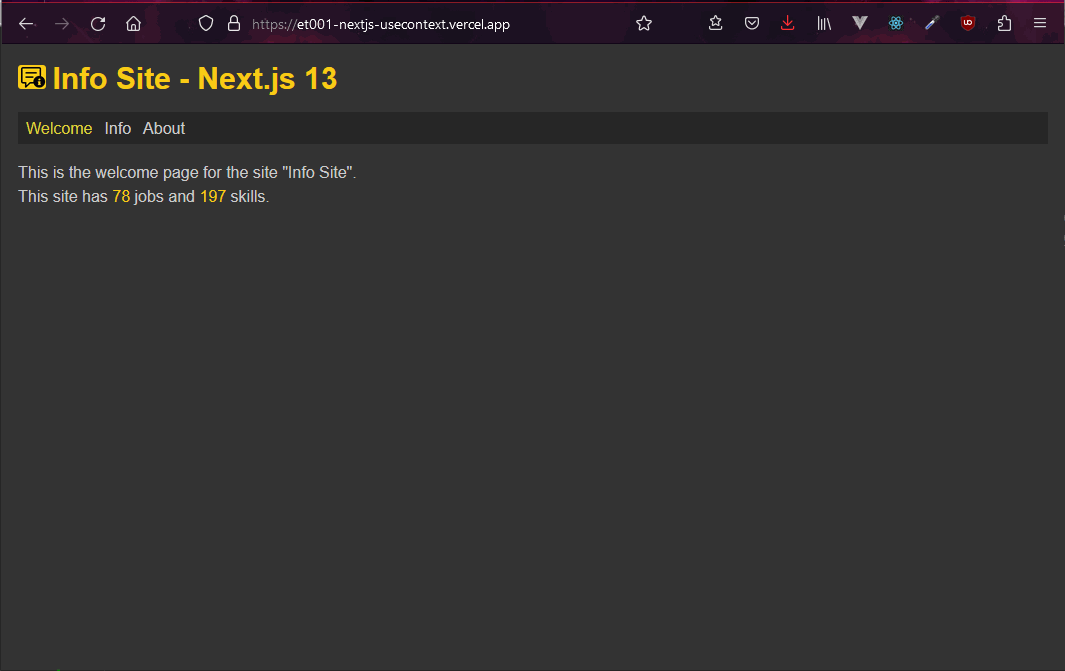 https://et001-nextjs-usecontext.vercel.app
Info Site - Next.js 13
Welcome Info About
This is the welcome page for the site "Info Site".
This site has 78 jobs and 197 skills.